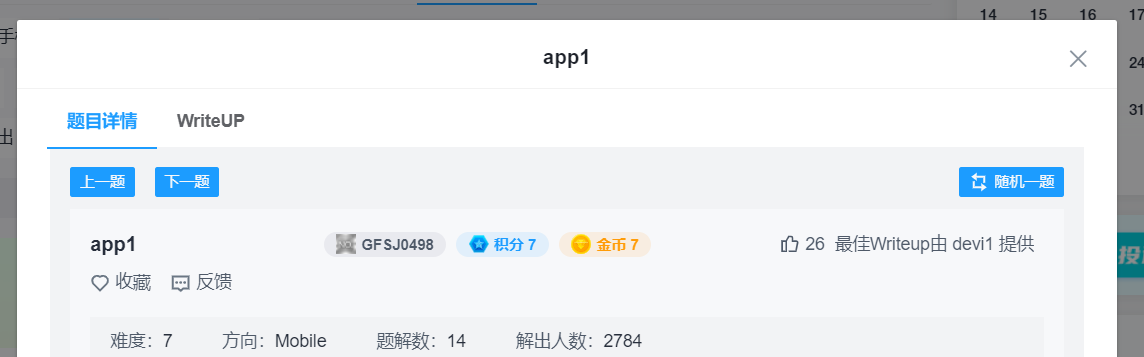 14 15 16 17
手
app1
24
题目详情 WriteUP
31
出
上一题 下一题 随机一题
app1 GFSJ0498 积分 7 金币 7 26 最佳Writeup由 devi1 提供
投
收藏 反馈
难度：7 方向：Mobile 题解数：14 解出人数：2784